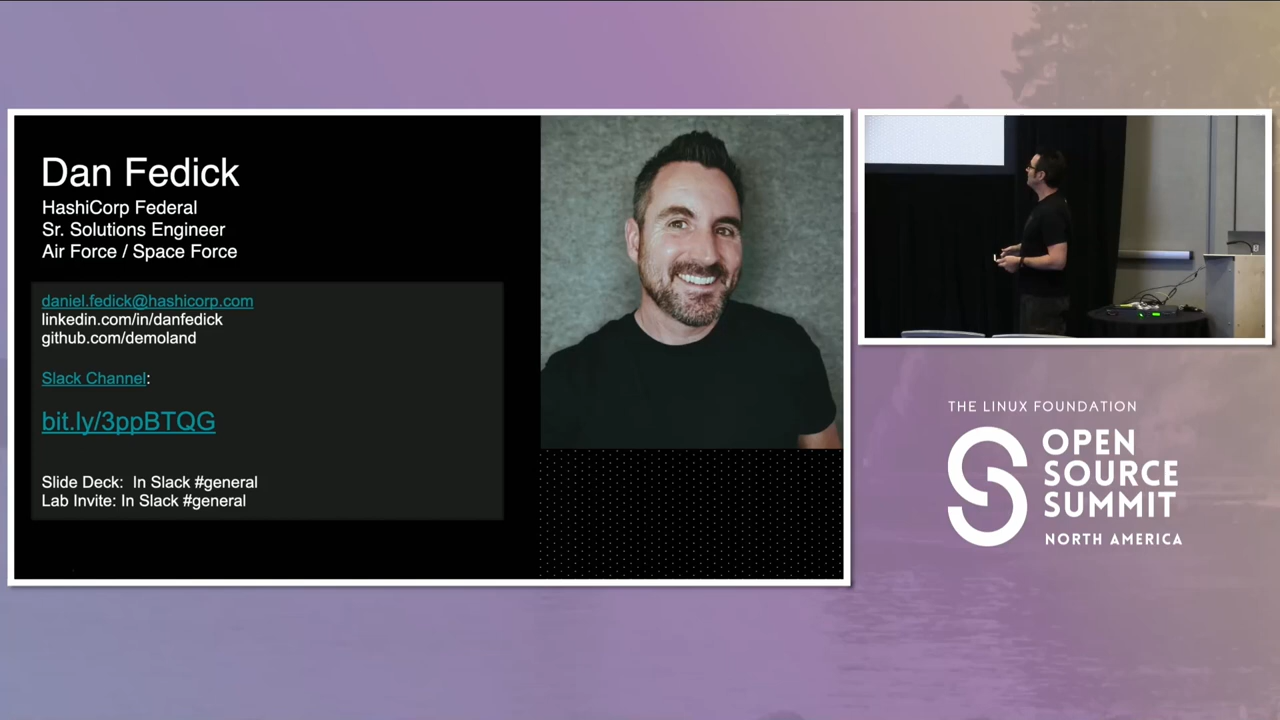 Dan Fedick
HashiCorp Federal
Sr. Solutions Engineer
Air Force / Space Force
daniel.fedick@hashicorp.com
linkedin.com/in/danfedick
github.com/demoland
Slack Channel:
bit.ly/3ppBTQG
Slide Deck:  In Slack #general
Lab Invite: In Slack #general
THE LINUX FOUNDATION
OPEN
SOURCE
SUMMIT
NORTH AMERICA